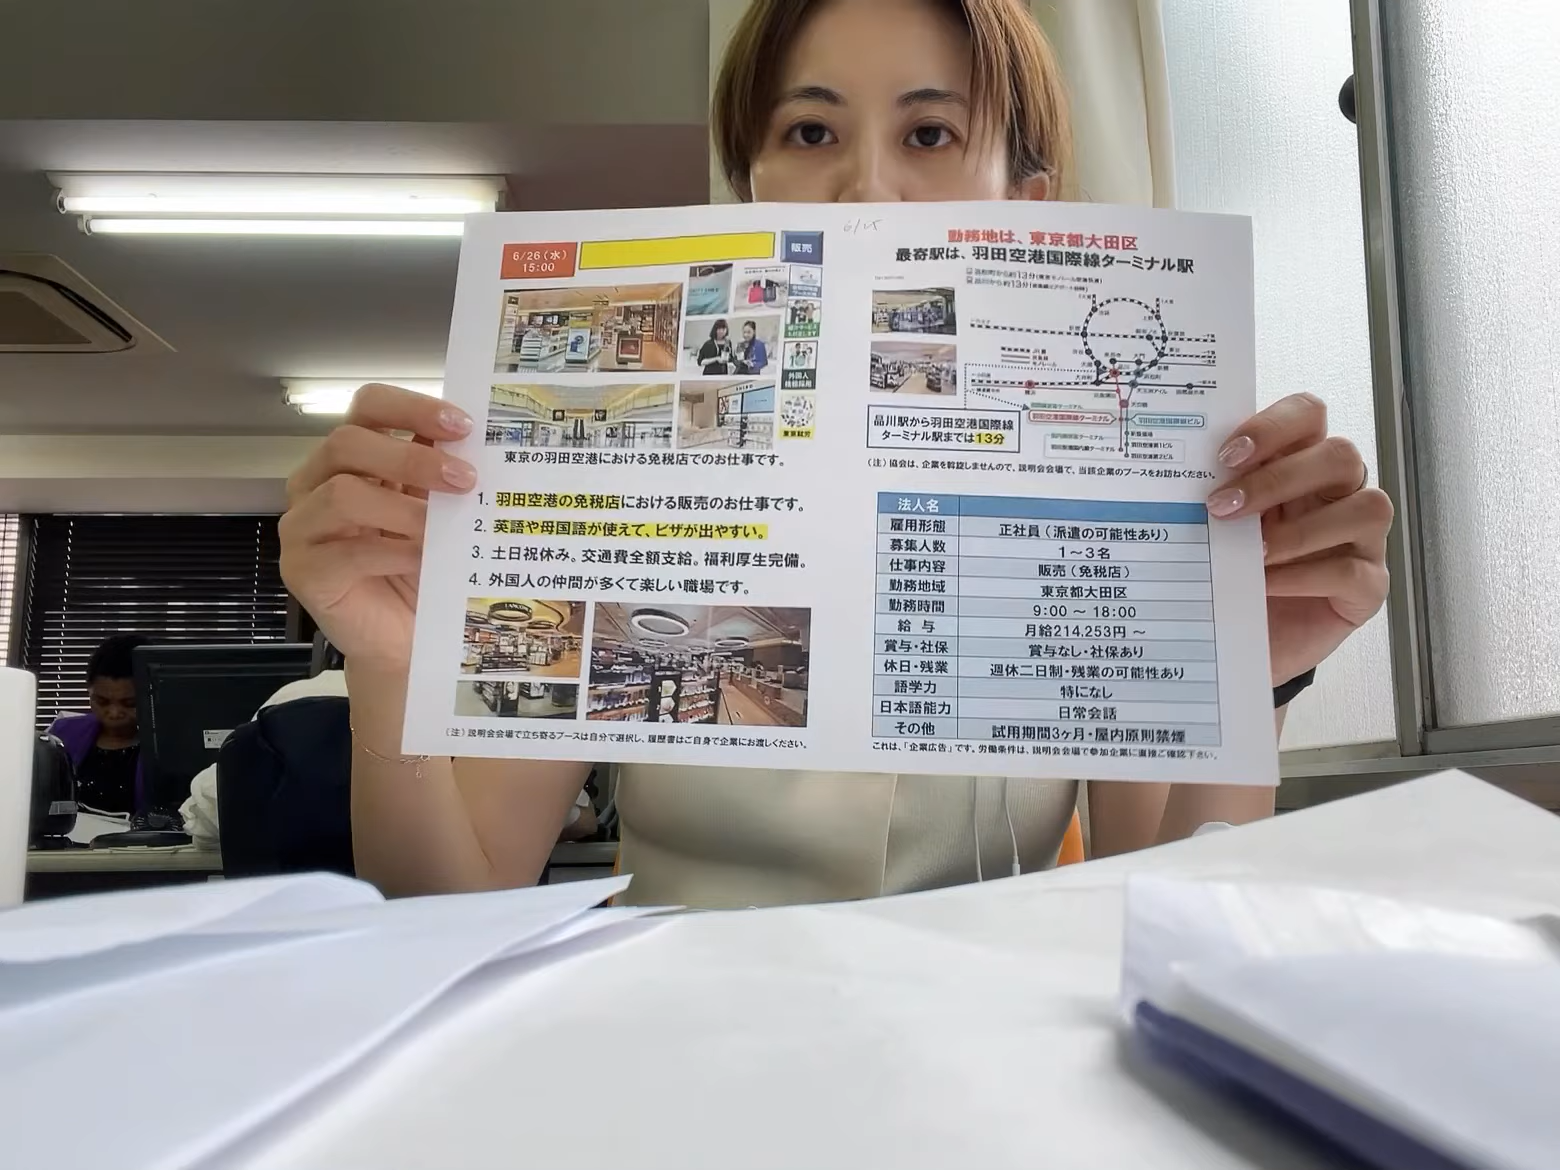 6/26(水)
15:00
販売
外国人
積極採用
東京の羽田空港における免税店でのお仕事です。
1. 羽田空港の免税店における販売のお仕事です。
2. 英語や母国語が使えて、ビザが出やすい。
3. 土日祝休み。交通費全額支給。福利厚生完備。
4. 外国人の仲間が多くて楽しい職場です。
LANCÔME
(注)説明会会場で立ち寄るブースは自分で選択し、履歴書はご自身で企業にお渡しください。
勤務地は、東京都大田区
最寄駅は、羽田空港国際線ターミナル駅
品川駅から羽田空港国際線
ターミナル駅までは13分
(注)協会は、企業を斡旋しませんので、説明会会場で、当該企業のブースをお訪ねください。
法人名
雇用形態 正社員(派遣の可能性あり)
募集人数 1〜3名
仕事内容 販売(免税店)
勤務地域 東京都大田区
勤務時間 9:00 〜 18:00
給 与 月給214.253円 〜
賞与・社保 賞与なし・社保あり
休日・残業 週休二日制・残業の可能性あり
語学力 特になし
日本語能力 日常会話
その他 試用期間3ヶ月・屋内原則禁煙
これは、「企業広告」です。労働条件は、説明会会場で参加企業に直接ご確認下さい。